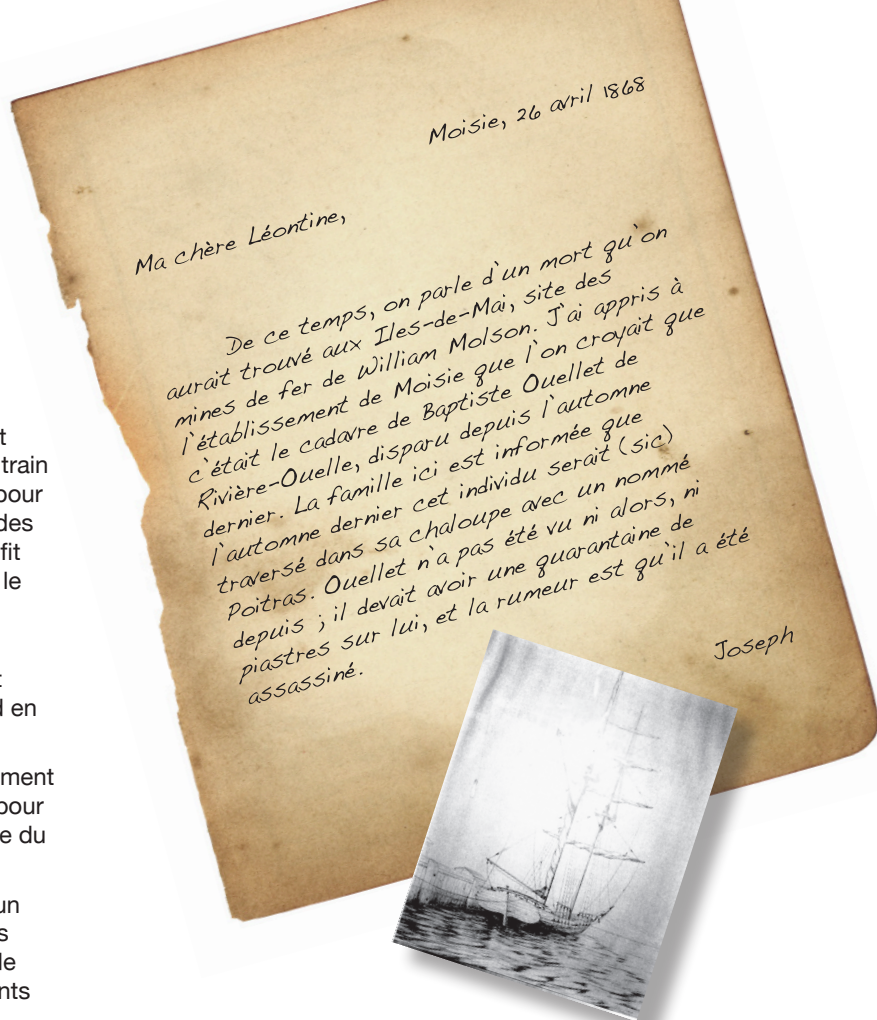 Moisie, 26 avril 1868
Ma chère Léontine,
De ce temps, on parle d'un mort qu'on
aurait trouvé aux Iles-de-Mai, site des
mines de fer de William Molson. J'ai appris à
l'établissement de Moisie que l'on croyait que
c'était le cadavre de Baptiste Ouellet de
Rivière-Ouelle, disparu depuis l'automne
dernier. La famille ici est informée que
l'automne dernier cet individu serait (sic)
traversé dans sa chaloupe avec un nommé
Poitras. Ouellet n'a pas été vu ni alors, ni
depuis ; il devait avoir une quarantaine de
piastres sur lui, et la rumeur est qu'il a été
assassiné.
Joseph
t
train
pour
des
fit
le
t
d en
ment
pour
e du
un
s
le
nts